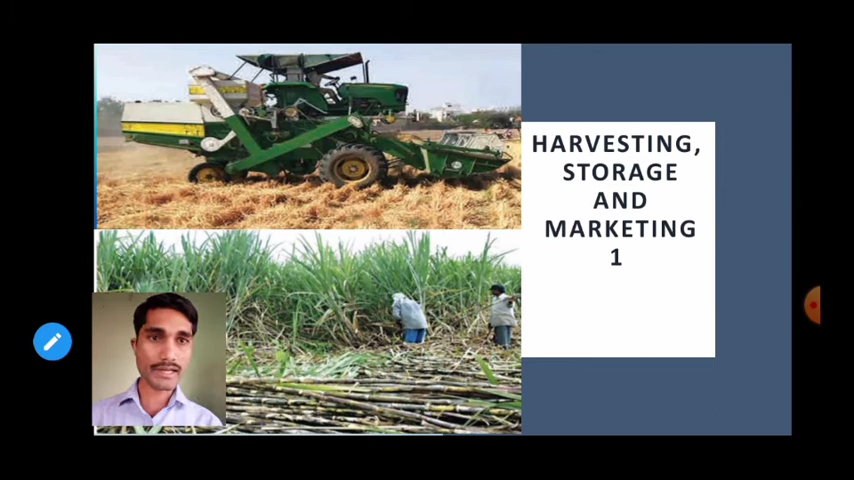 HARVESTING,
STORAGE
AND
MARKETING
1